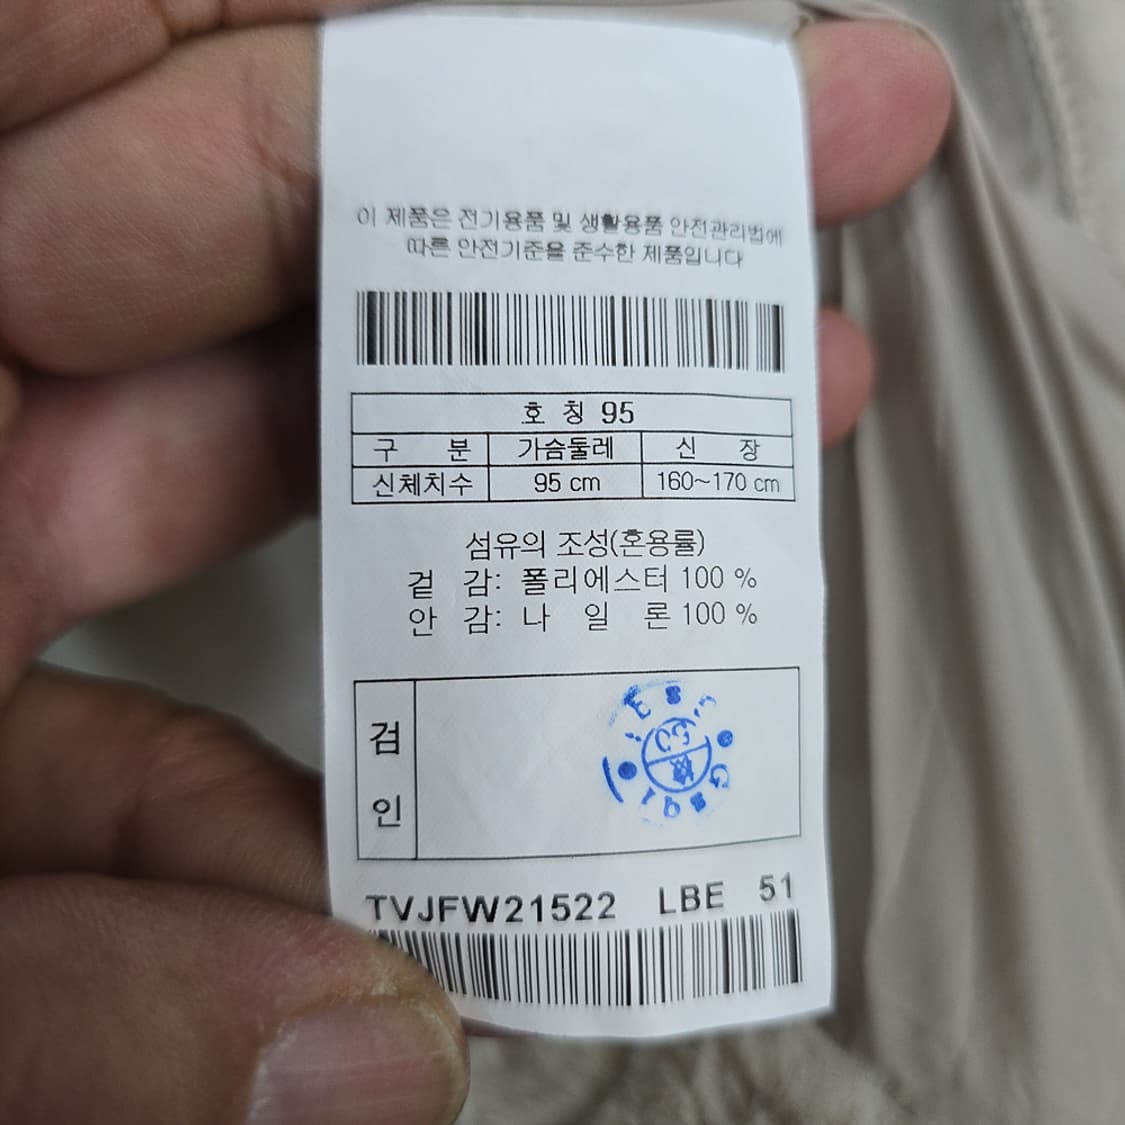 이 제품은 전기용품 및 생활용품 안전관리법에
따른 안전기준을 준수한 제품입니다
호 칭 95
구 분 가슴둘레 신 장
신체치수 95 cm 160~170 cm
섬유의 조성(혼용률)
겉 감: 폴리에스터 100 %
안 감: 나 일 론 100 %
검
인
TVJFW21522 LBE 51